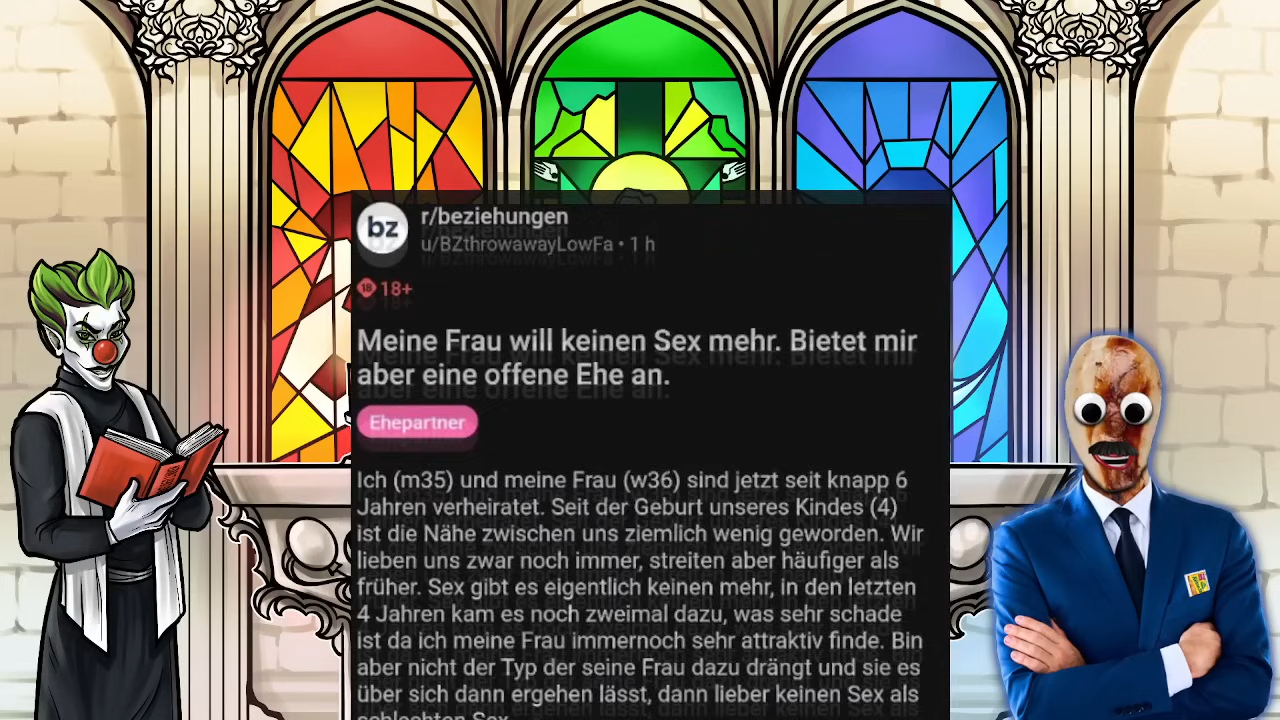 bz
r/beziehungen
u/BZthrowawayLowFa • 1 h
18 18+
Meine Frau will keinen Sex mehr. Bietet mir
aber eine offene Ehe an.
Ehepartner
Ich (m35) und meine Frau (w36) sind jetzt seit knapp 6
Jahren verheiratet. Seit der Geburt unseres Kindes (4)
ist die Nähe zwischen uns ziemlich wenig geworden. Wir
lieben uns zwar noch immer, streiten aber häufiger als
früher. Sex gibt es eigentlich keinen mehr, in den letzten
4 Jahren kam es noch zweimal dazu, was sehr schade
ist da ich meine Frau immernoch sehr attraktiv finde. Bin
aber nicht der Typ der seine Frau dazu drängt und sie es
über sich dann ergehen lässt, dann lieber keinen Sex als
schlechten Sex